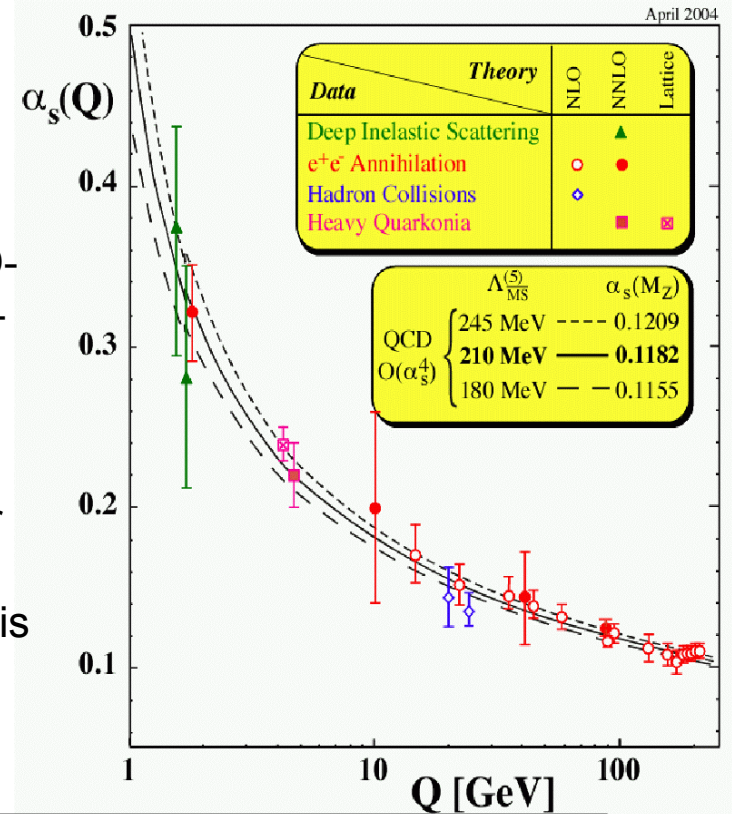 April 2004
0.5
αs(Q)
Theory
Data
NLO
NNLO
Lattice
Deep Inelastic Scattering
e+e- Annihilation
Hadron Collisions
Heavy Quarkonia
0.4
Λ(5)MS αs(MZ)
245 MeV 0.1209
QCD
210 MeV 0.1182
O(αs4)
180 MeV 0.1155
0.3
0.2
is
0.1
1 10 100
Q [GeV]